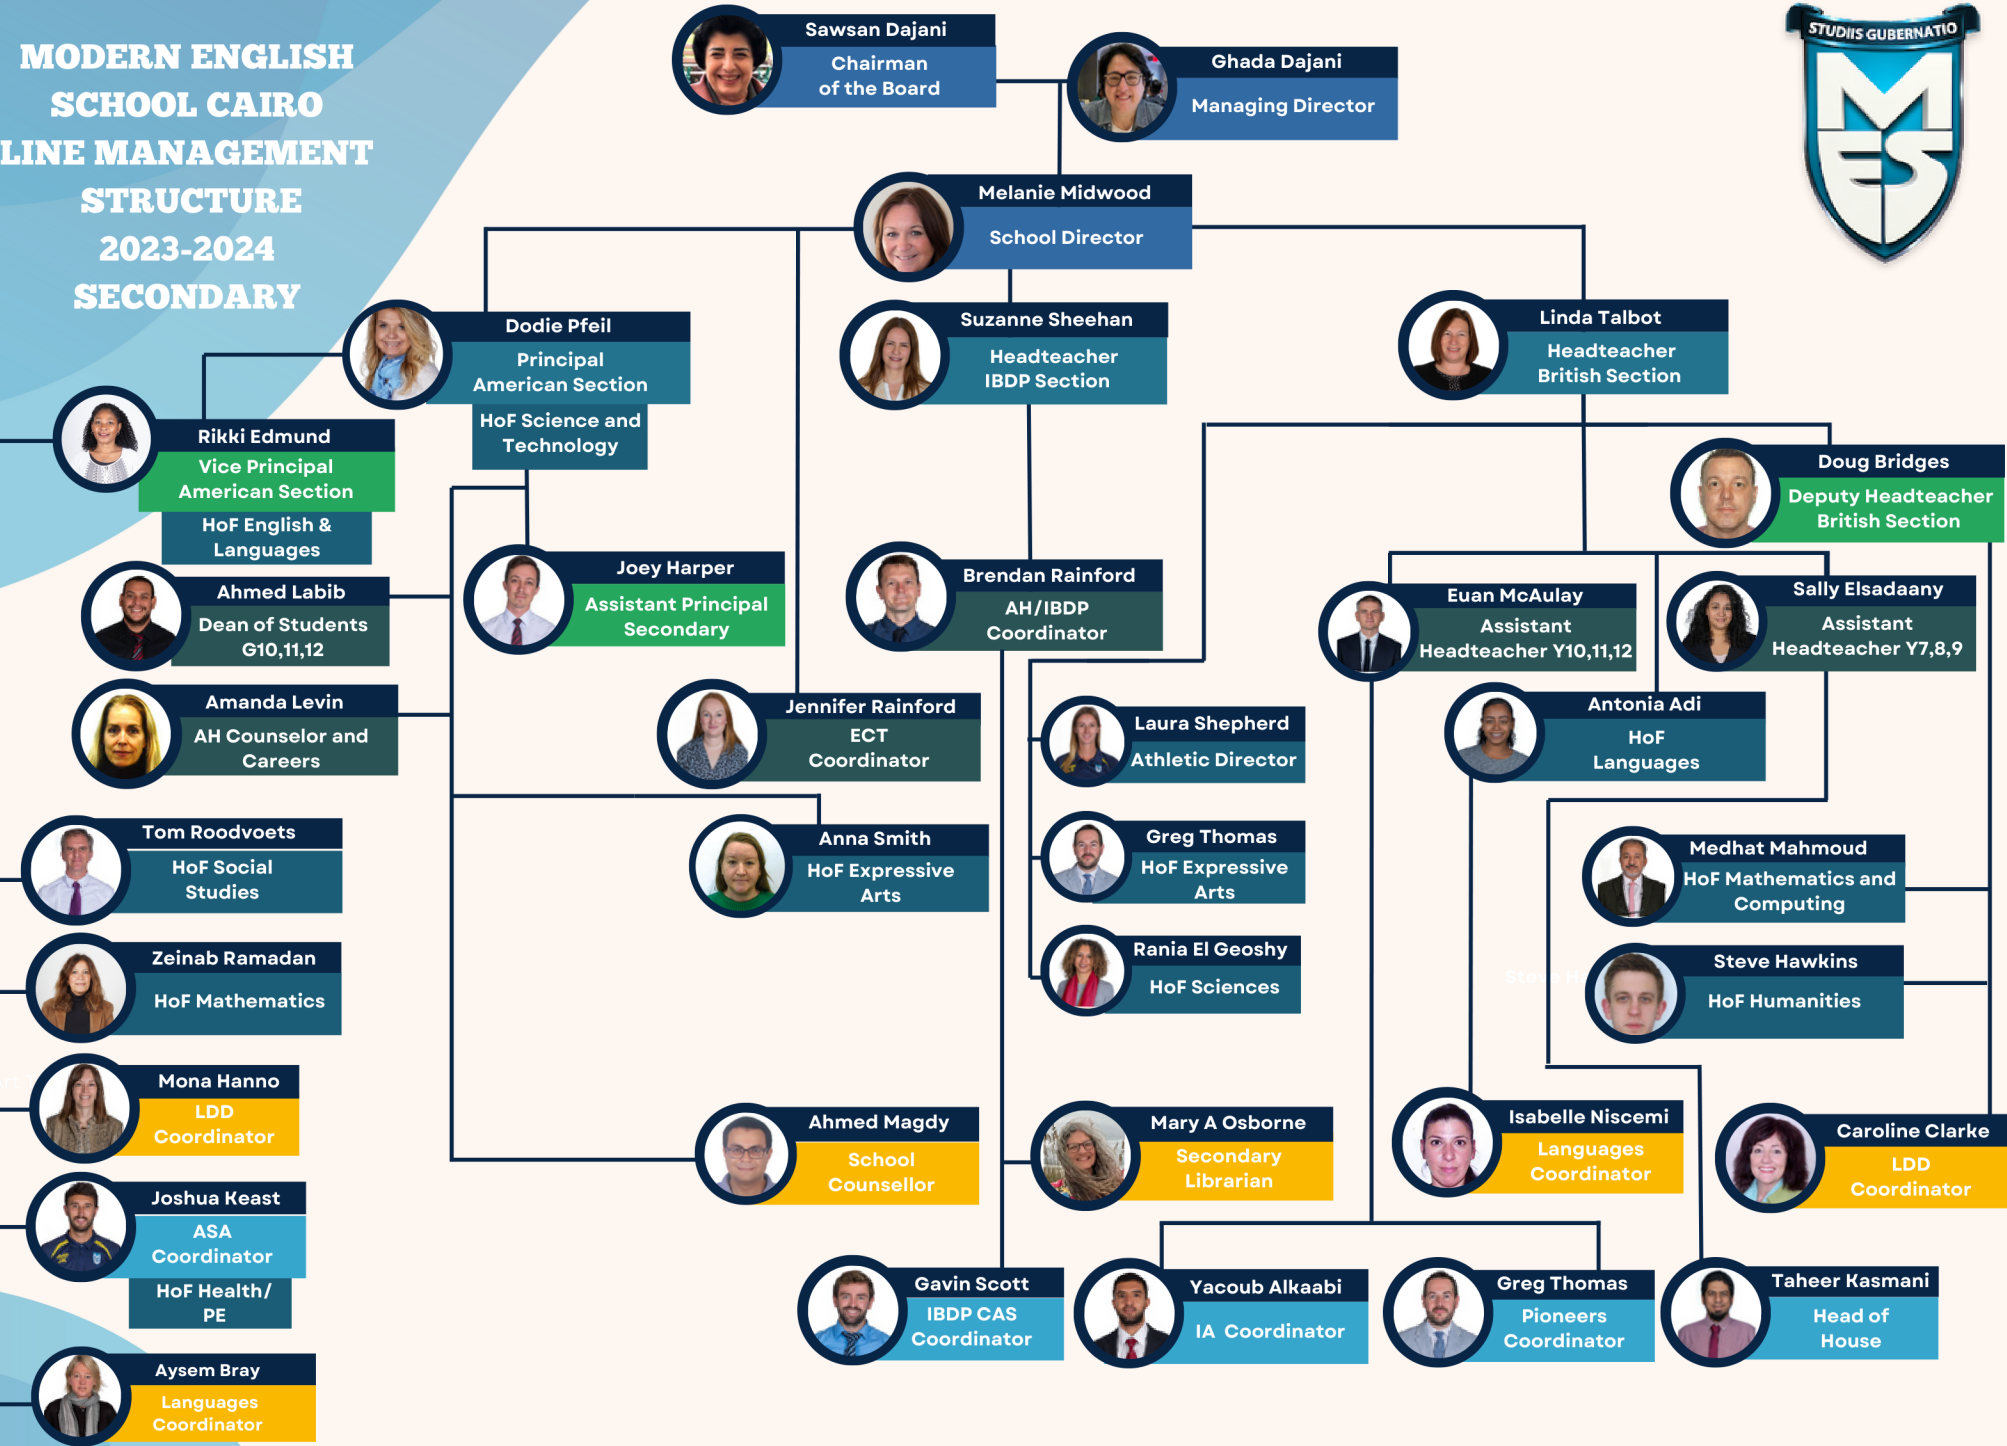 MODERN ENGLISH
SCHOOL CAIRO
LINE MANAGEMENT
STRUCTURE
2023-2024
SECONDARY
STUDIIS GUBERNATIO
MES
Sawsan Dajani
Chairman
of the Board
Ghada Dajani
Managing Director
Melanie Midwood
School Director
Dodie Pfeil
Principal
American Section
HoF Science and
Technology
Suzanne Sheehan
Headteacher
IBDP Section
Linda Talbot
Headteacher
British Section
Rikki Edmund
Vice Principal
American Section
HoF English &
Languages
Doug Bridges
Deputy Headteacher
British Section
Ahmed Labib
Dean of Students
G10,11,12
Joey Harper
Assistant Principal
Secondary
Brendan Rainford
AH/IBDP
Coordinator
Euan McAulay
Assistant
Headteacher Y10,11,12
Sally Elsadaany
Assistant
Headteacher Y7,8,9
Amanda Levin
AH Counselor and
Careers
Jennifer Rainford
ECT
Coordinator
Laura Shepherd
Athletic Director
Antonia Adi
HoF
Languages
Tom Roodvoets
HoF Social
Studies
Anna Smith
HoF Expressive
Arts
Greg Thomas
HoF Expressive
Arts
Medhat Mahmoud
HoF Mathematics and
Computing
Zeinab Ramadan
HoF Mathematics
Rania El Geoshy
HoF Sciences
Steve Hawkins
HoF Humanities
Mona Hanno
LDD
Coordinator
Ahmed Magdy
School
Counsellor
Mary A Osborne
Secondary
Librarian
Isabelle Niscemi
Languages
Coordinator
Caroline Clarke
LDD
Coordinator
Joshua Keast
ASA
Coordinator
HoF Health/
PE
Gavin Scott
IBDP CAS
Coordinator
Yacoub Alkaabi
IA Coordinator
Greg Thomas
Pioneers
Coordinator
Taheer Kasmani
Head of
House
Aysem Bray
Languages
Coordinator